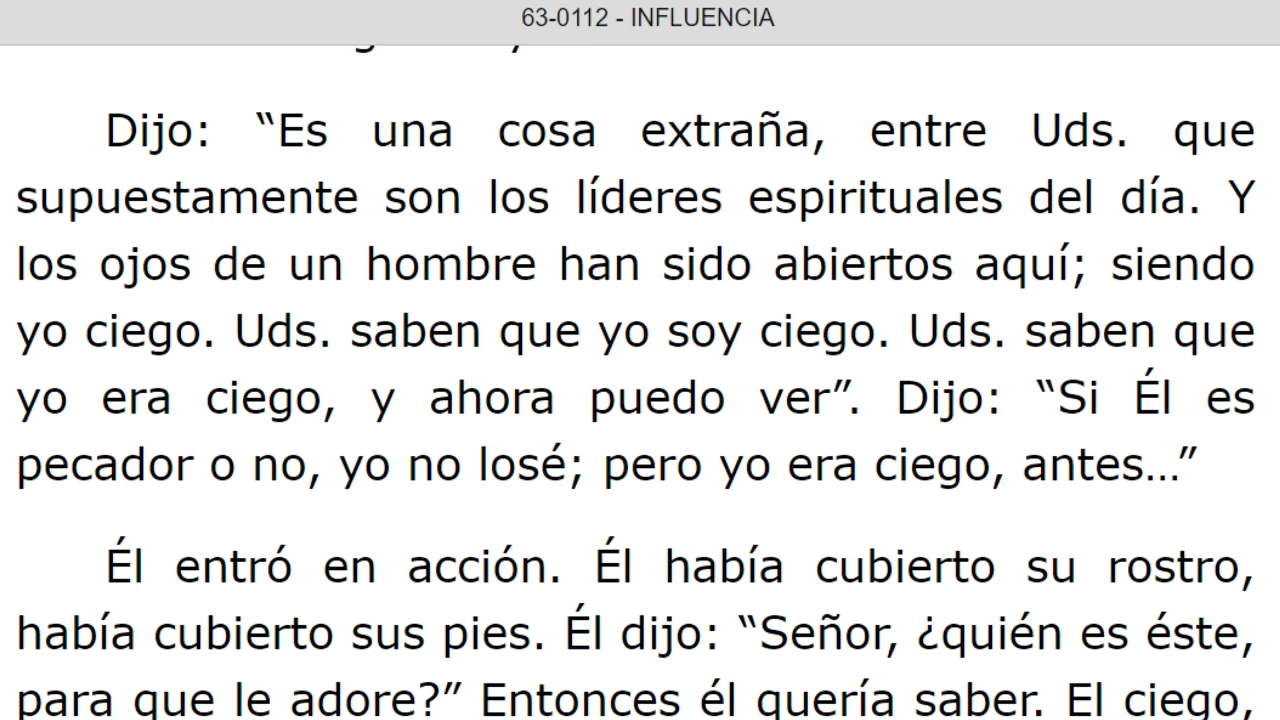 63-0112 - INFLUENCIA
Dijo: “Es una cosa extraña, entre Uds. que
supuestamente son los líderes espirituales del día. Y
los ojos de un hombre han sido abiertos aquí; siendo
yo ciego. Uds. saben que yo soy ciego. Uds. saben que
yo era ciego, y ahora puedo ver”. Dijo: “Si Él es
pecador o no, yo no losé; pero yo era ciego, antes…”
Él entró en acción. Él había cubierto su rostro,
había cubierto sus pies. Él dijo: “Señor, ¿quién es éste,
para que le adore?” Entonces él quería saber. El ciego,